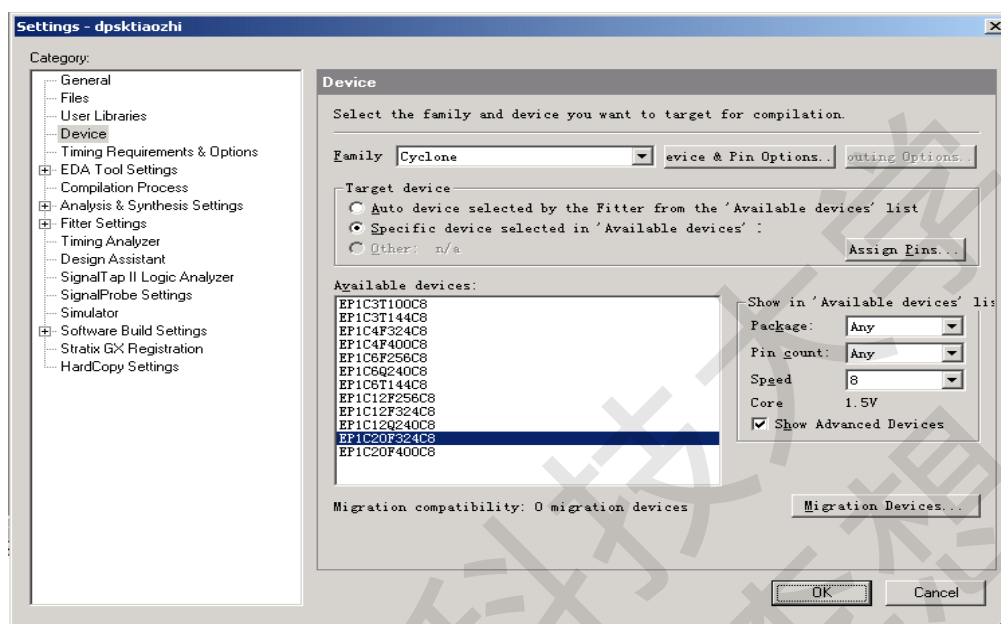 Settings - dpsktiaozhi
Category:
General
Files
User Libraries
Device
Timing Requirements & Options
EDA Tool Settings
Compilation Process
Analysis & Synthesis Settings
Fitter Settings
Timing Analyzer
Design Assistant
SignalTap II Logic Analyzer
SignalProbe Settings
Simulator
Software Build Settings
Stratix GX Registration
HardCopy Settings
Device
Select the family and device you want to target for compilation.
Family Cyclone evice & Pin Options.. outing Options..
Target device
Auto device selected by the Fitter from the 'Available devices' list
Specific device selected in 'Available devices' :
Other: n/a
Assign Pins...
Available devices:
EP1C3T100C8
EP1C3T144C8
EP1C4F324C8
EP1C4F400C8
EP1C6F256C8
EP1C6Q240C8
EP1C6T144C8
EP1C12F256C8
EP1C12F324C8
EP1C12Q240C8
EP1C20F324C8
EP1C20F400C8
Show in 'Available devices' lis
Package: Any
Pin count: Any
Speed 8
Core 1.5V
Show Advanced Devices
Migration compatibility: 0 migration devices
Migration Devices...
OK Cancel
科技大学
想